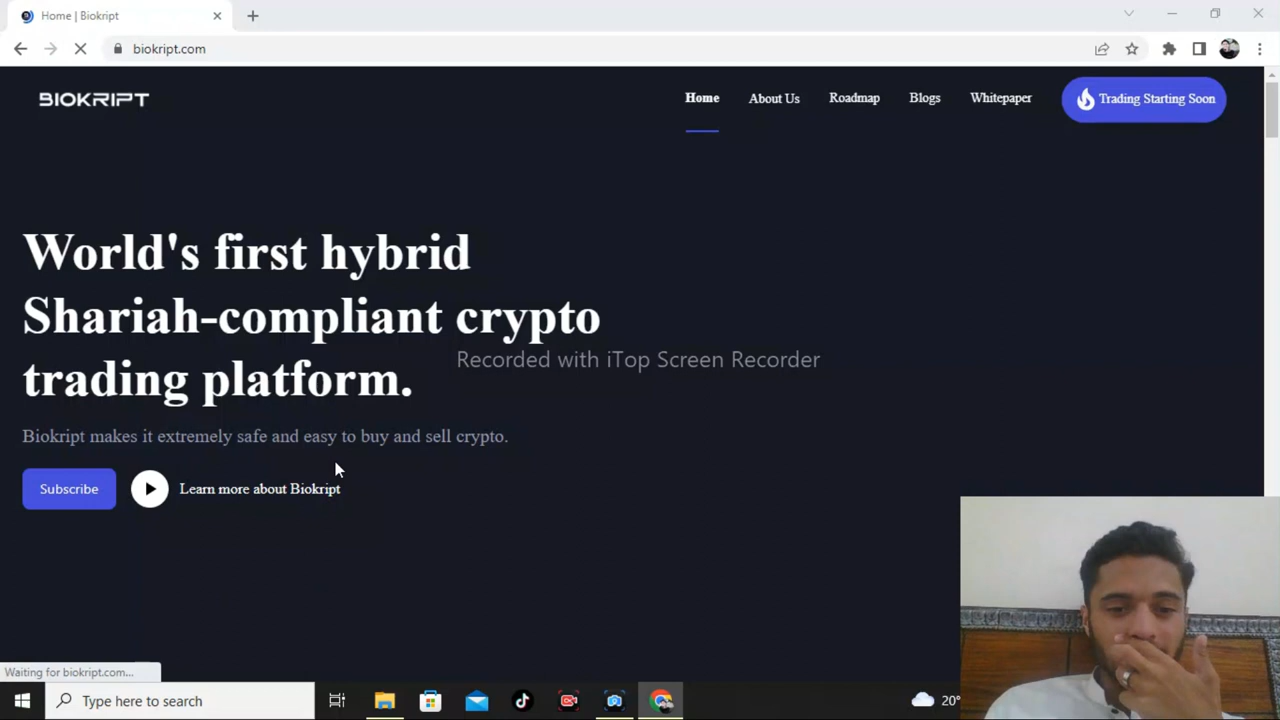 Home | Biokript
biokript.com
BIOKRIPT
Home
About Us
Roadmap
Blogs
Whitepaper
Trading Starting Soon
World's first hybrid
Shariah-compliant crypto
trading platform.
Recorded with iTop Screen Recorder
Biokript makes it extremely safe and easy to buy and sell crypto.
Subscribe
Learn more about Biokript
Waiting for biokript.com...
Type here to search
20°